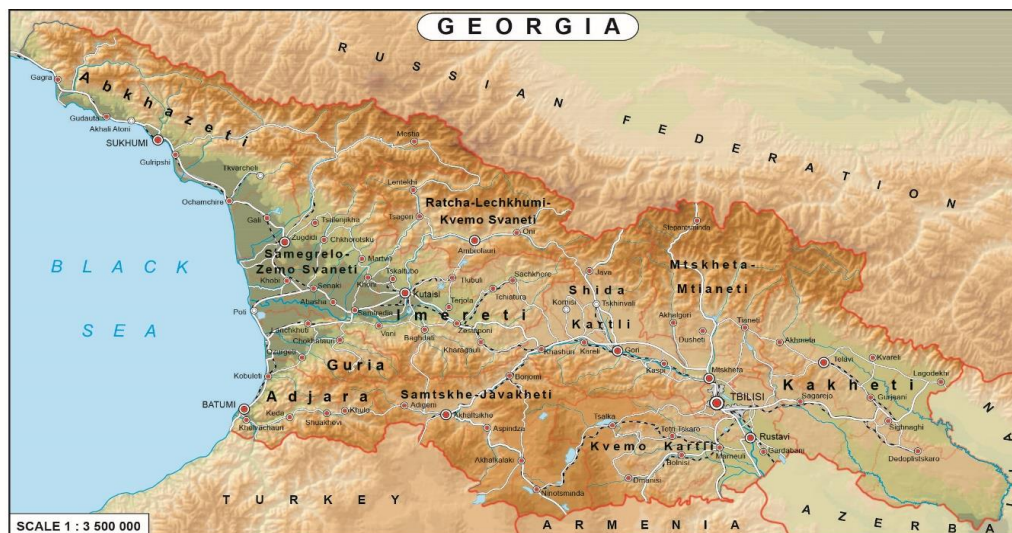 GEORGIA
RUSSIAN FEDERATION
Abkhazeti
Gagra
Gudauta
Akhali Atoni
SUKHUMI
Gulripshi
Tkvarcheli
Ochamchire
Gali
Mestia
Lentekhi
Tsageri
Ratcha-Lechkhumi-
Kvemo Svaneti
Oni
Ambrolauri
Stepantsminda
Tsalenjikha
Zugdidi
Chkhorotsku
Samegrelo-
Zemo Svaneti
Martvili
Khobi
Senaki
Khoni
Tskaltubo
Tkibuli
Sachkhere
Java
Mtskheta-
Mtianeti
BLACK
SEA
Abasha
Kutaisi
Tchiatura
Shida
Kartli
Kornisi
Tskhinvali
Poti
Samtredia
Imereti
Terjola
Zestaponi
Akhalgori
Dusheti
Tianeti
Lanchkhuti
Chokhatauri
Vani
Baghdati
Kharagauli
Khashuri
Kareli
Gori
Kaspi
Akhmeta
Telavi
Kvareli
Lagodekhi
Ozurgeti
Guria
Kobuleti
Borjomi
Mtskheta
Kakheti
Adjara
Samtskhe-Javakheti
BATUMI
Khelvachauri
Keda
Shuakhevi
Khulo
Adigeni
Akhaltsikhe
Aspindza
TBILISI
Sagarejo
Gurjaani
Sighnaghi
Tsalka
Tetri Tskaro
Kvemo Kartli
Rustavi
Gardabani
Marneuli
Bolnisi
Dmanisi
Dedoplistskaro
Akhalkalaki
Ninotsminda
TURKEY
ARMENIA
AZERBA
SCALE 1 : 3 500 000